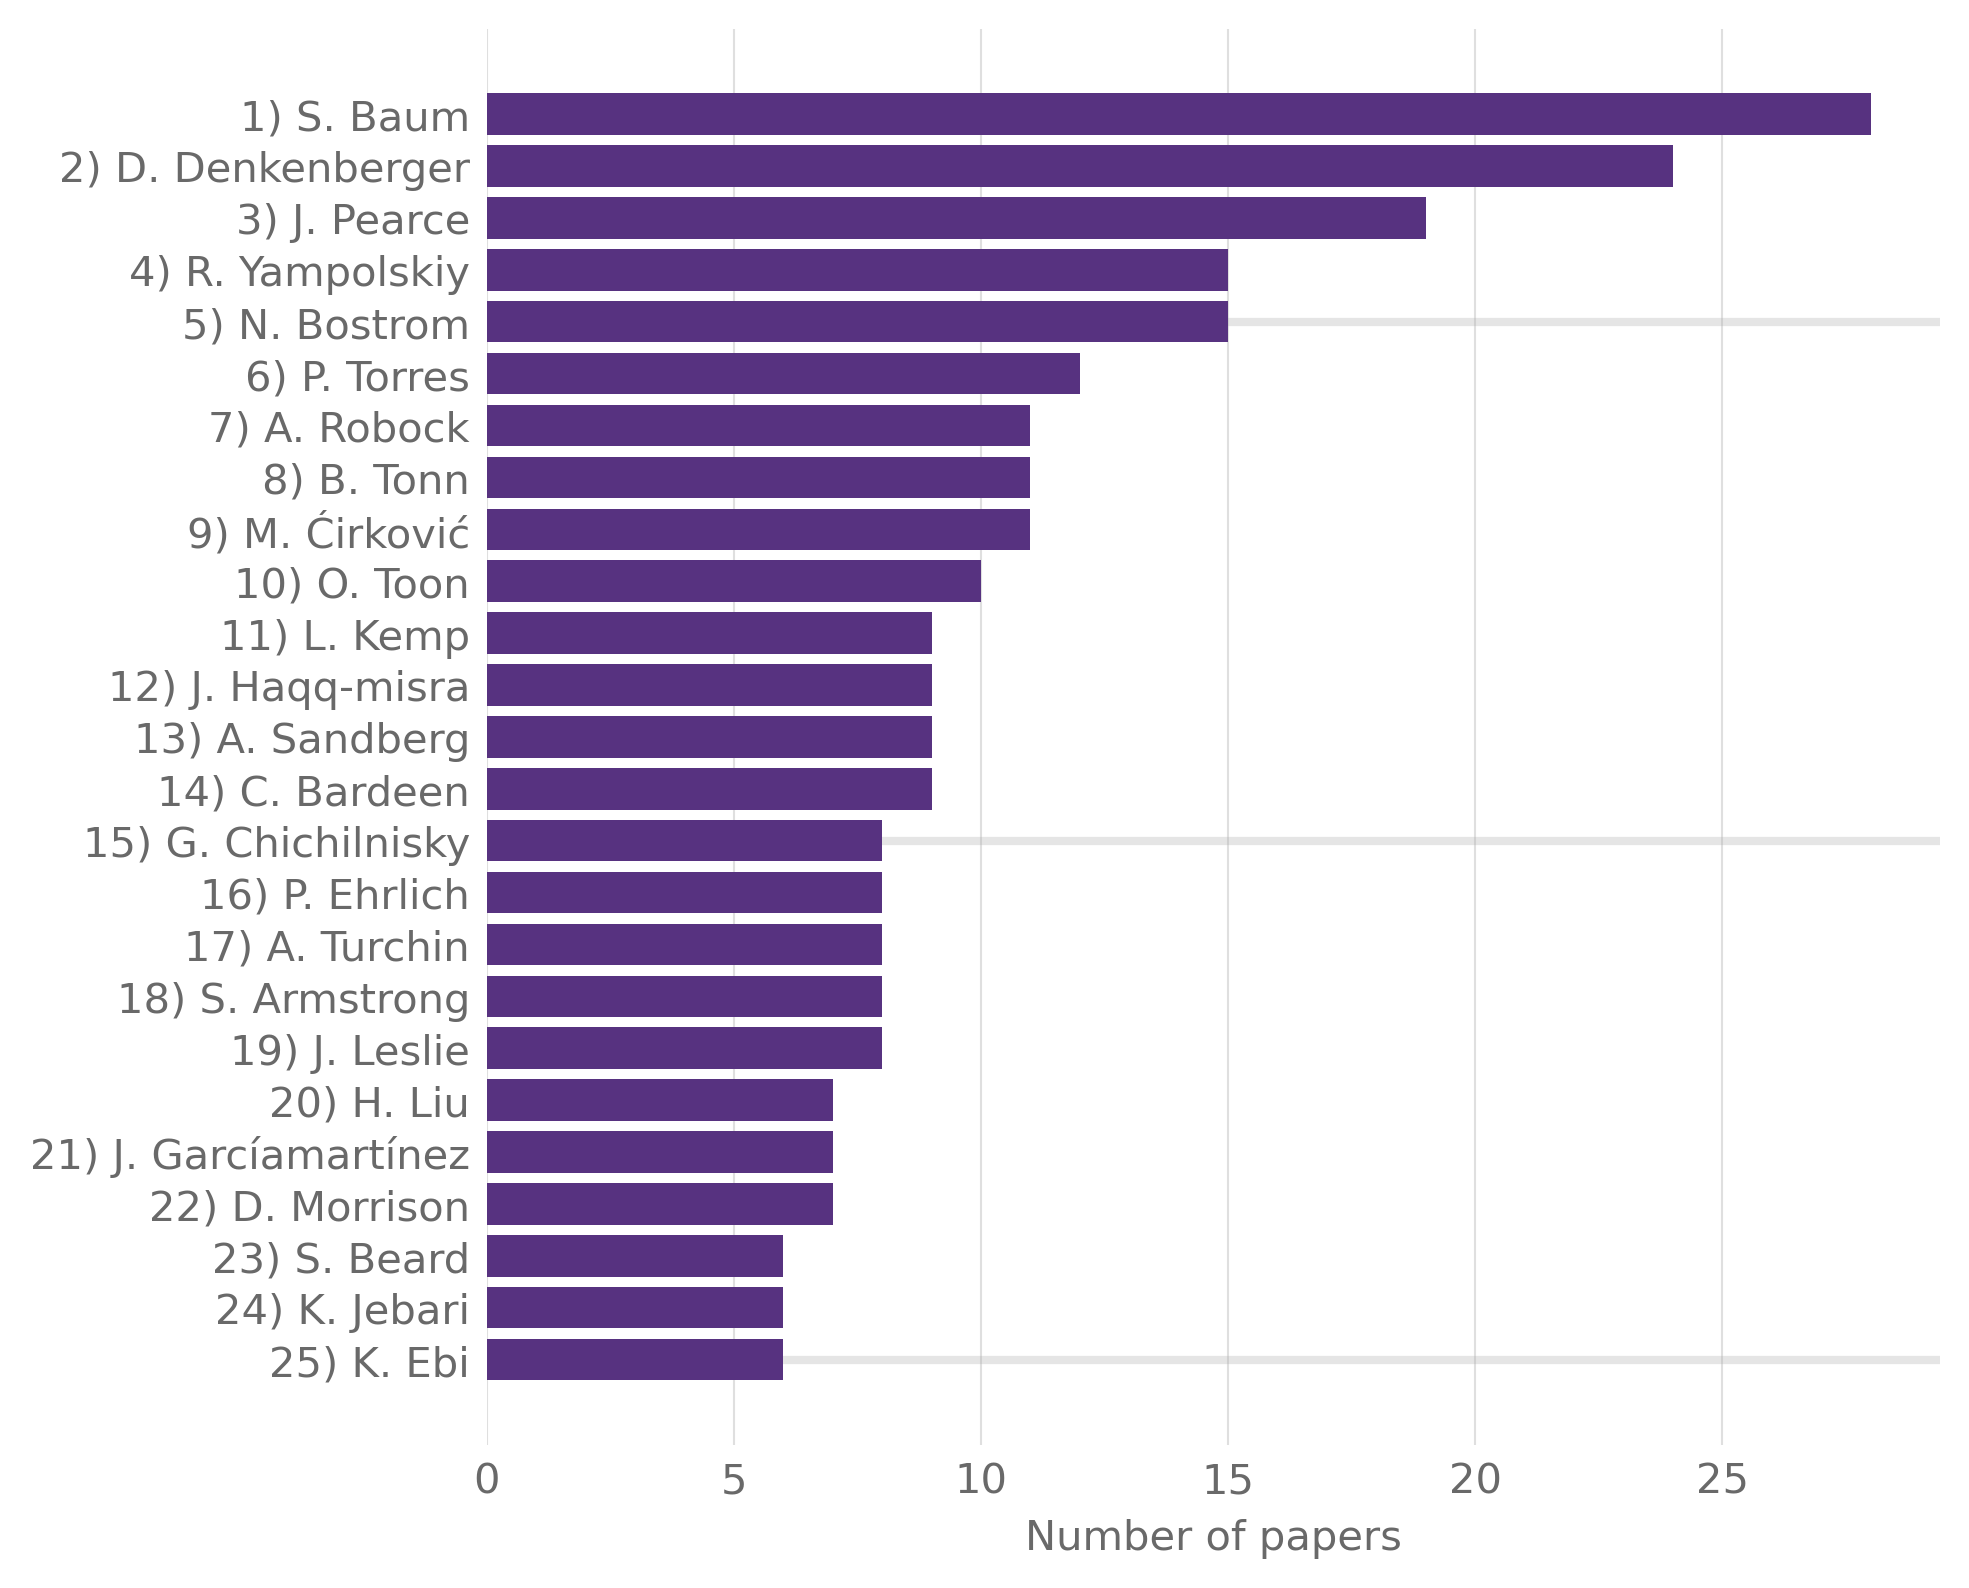 1) S. Baum
2) D. Denkenberger
3) J. Pearce
4) R. Yampolskiy
5) N. Bostrom
6) P. Torres
7) A. Robock
8) B. Tonn
9) M. Ćirković
10) O. Toon
11) L. Kemp
12) J. Haqq-misra
13) A. Sandberg
14) C. Bardeen
15) G. Chichilnisky
16) P. Ehrlich
17) A. Turchin
18) S. Armstrong
19) J. Leslie
20) H. Liu
21) J. Garcíamartínez
22) D. Morrison
23) S. Beard
24) K. Jebari
25) K. Ebi
0 5 10 15 20 25
Number of papers